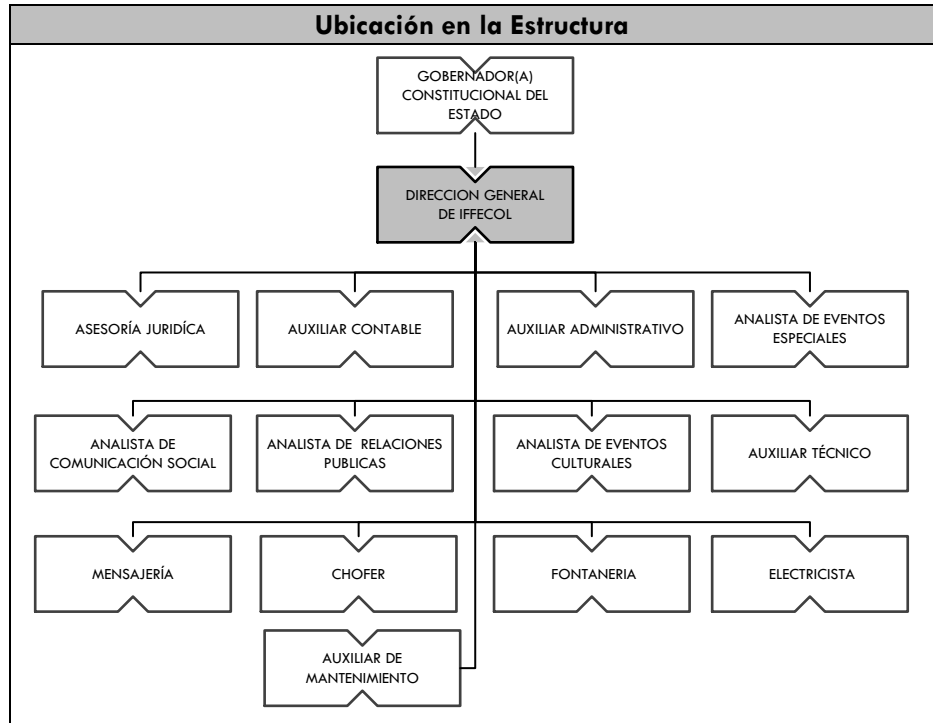 Ubicación en la Estructura
GOBERNADOR(A)
CONSTITUCIONAL DEL
ESTADO
DIRECCION GENERAL
DE IFFECOL
ASESORÍA JURIDÍCA
AUXILIAR CONTABLE
AUXILIAR ADMINISTRATIVO
ANALISTA DE EVENTOS
ESPECIALES
ANALISTA DE
COMUNICACIÓN SOCIAL
ANALISTA DE RELACIONES
PUBLICAS
ANALISTA DE EVENTOS
CULTURALES
AUXILIAR TÉCNICO
MENSAJERÍA
CHOFER
FONTANERIA
ELECTRICISTA
AUXILIAR DE
MANTENIMIENTO